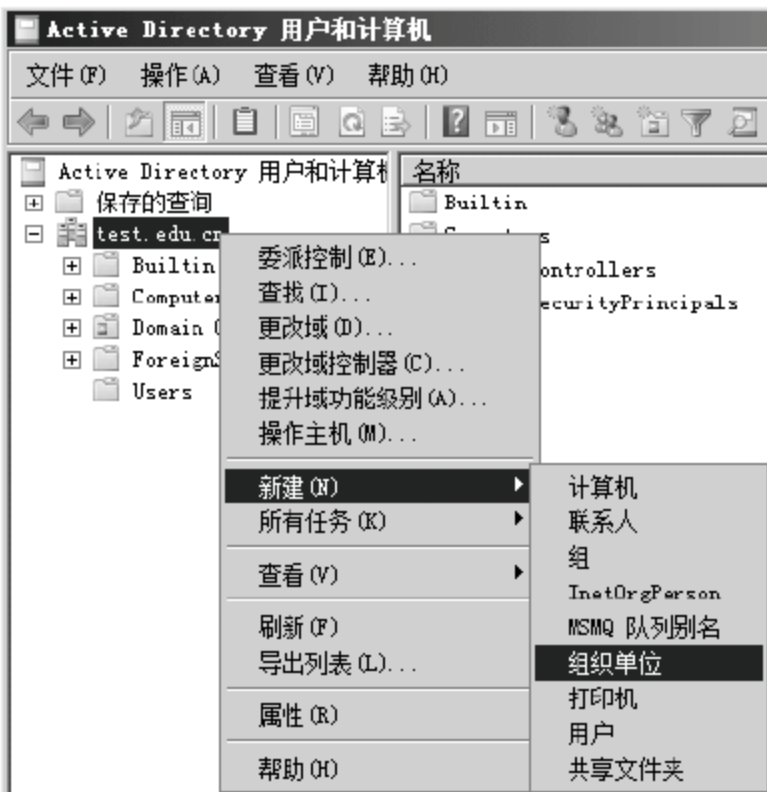 Active Directory 用户和计算机
文件(F) 操作(A) 查看(V) 帮助(H)
Active Directory 用户和计算机
保存的查询
test.edu.cn
Builtin
Computer
Domain
Foreign
Users
名称
Builtin
ontrollers
ecurityPrincipals
委派控制(E)...
查找(I)...
更改域(D)...
更改域控制器(C)...
提升域功能级别(A)...
操作主机(M)...
新建(N)
所有任务(K)
查看(V)
刷新(F)
导出列表(L)...
属性(R)
帮助(H)
计算机
联系人
组
InetOrgPerson
MSMQ 队列别名
组织单位
打印机
用户
共享文件夹